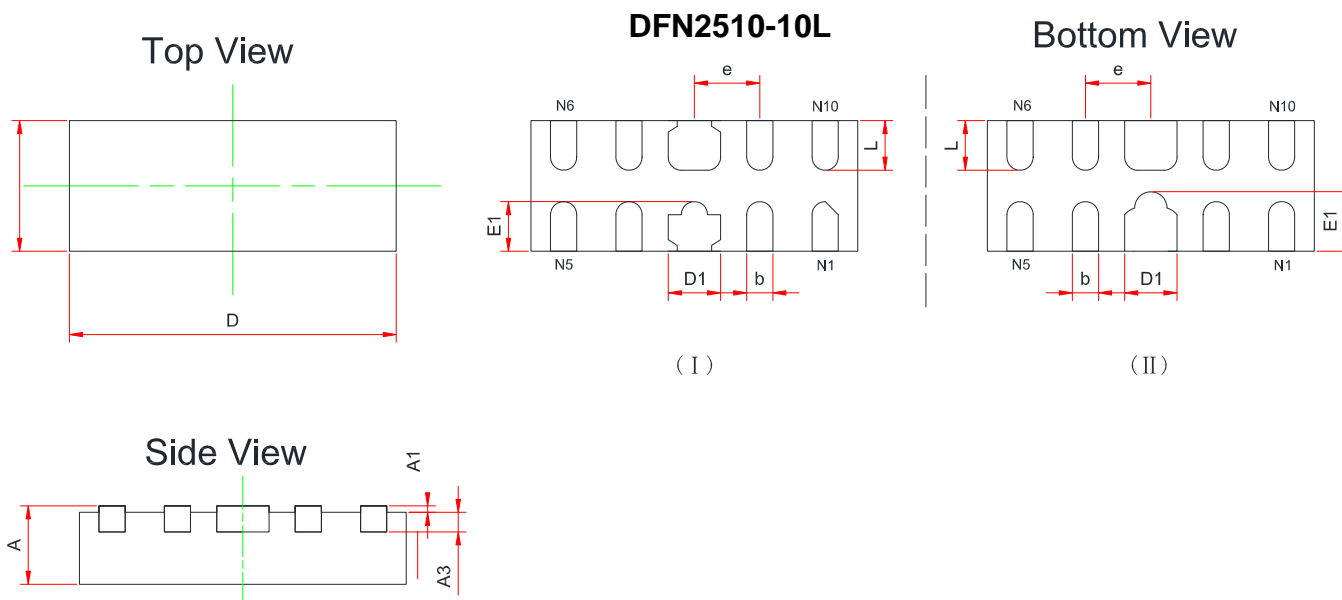 DFN2510-10L
Top View
Bottom View
e
e
N6
N10
N6
N10
L
L
E1
E1
N5
D1
b
N1
N5
b
D1
N1
D
(Ⅰ)
(Ⅱ)
Side View
A1
A
A3